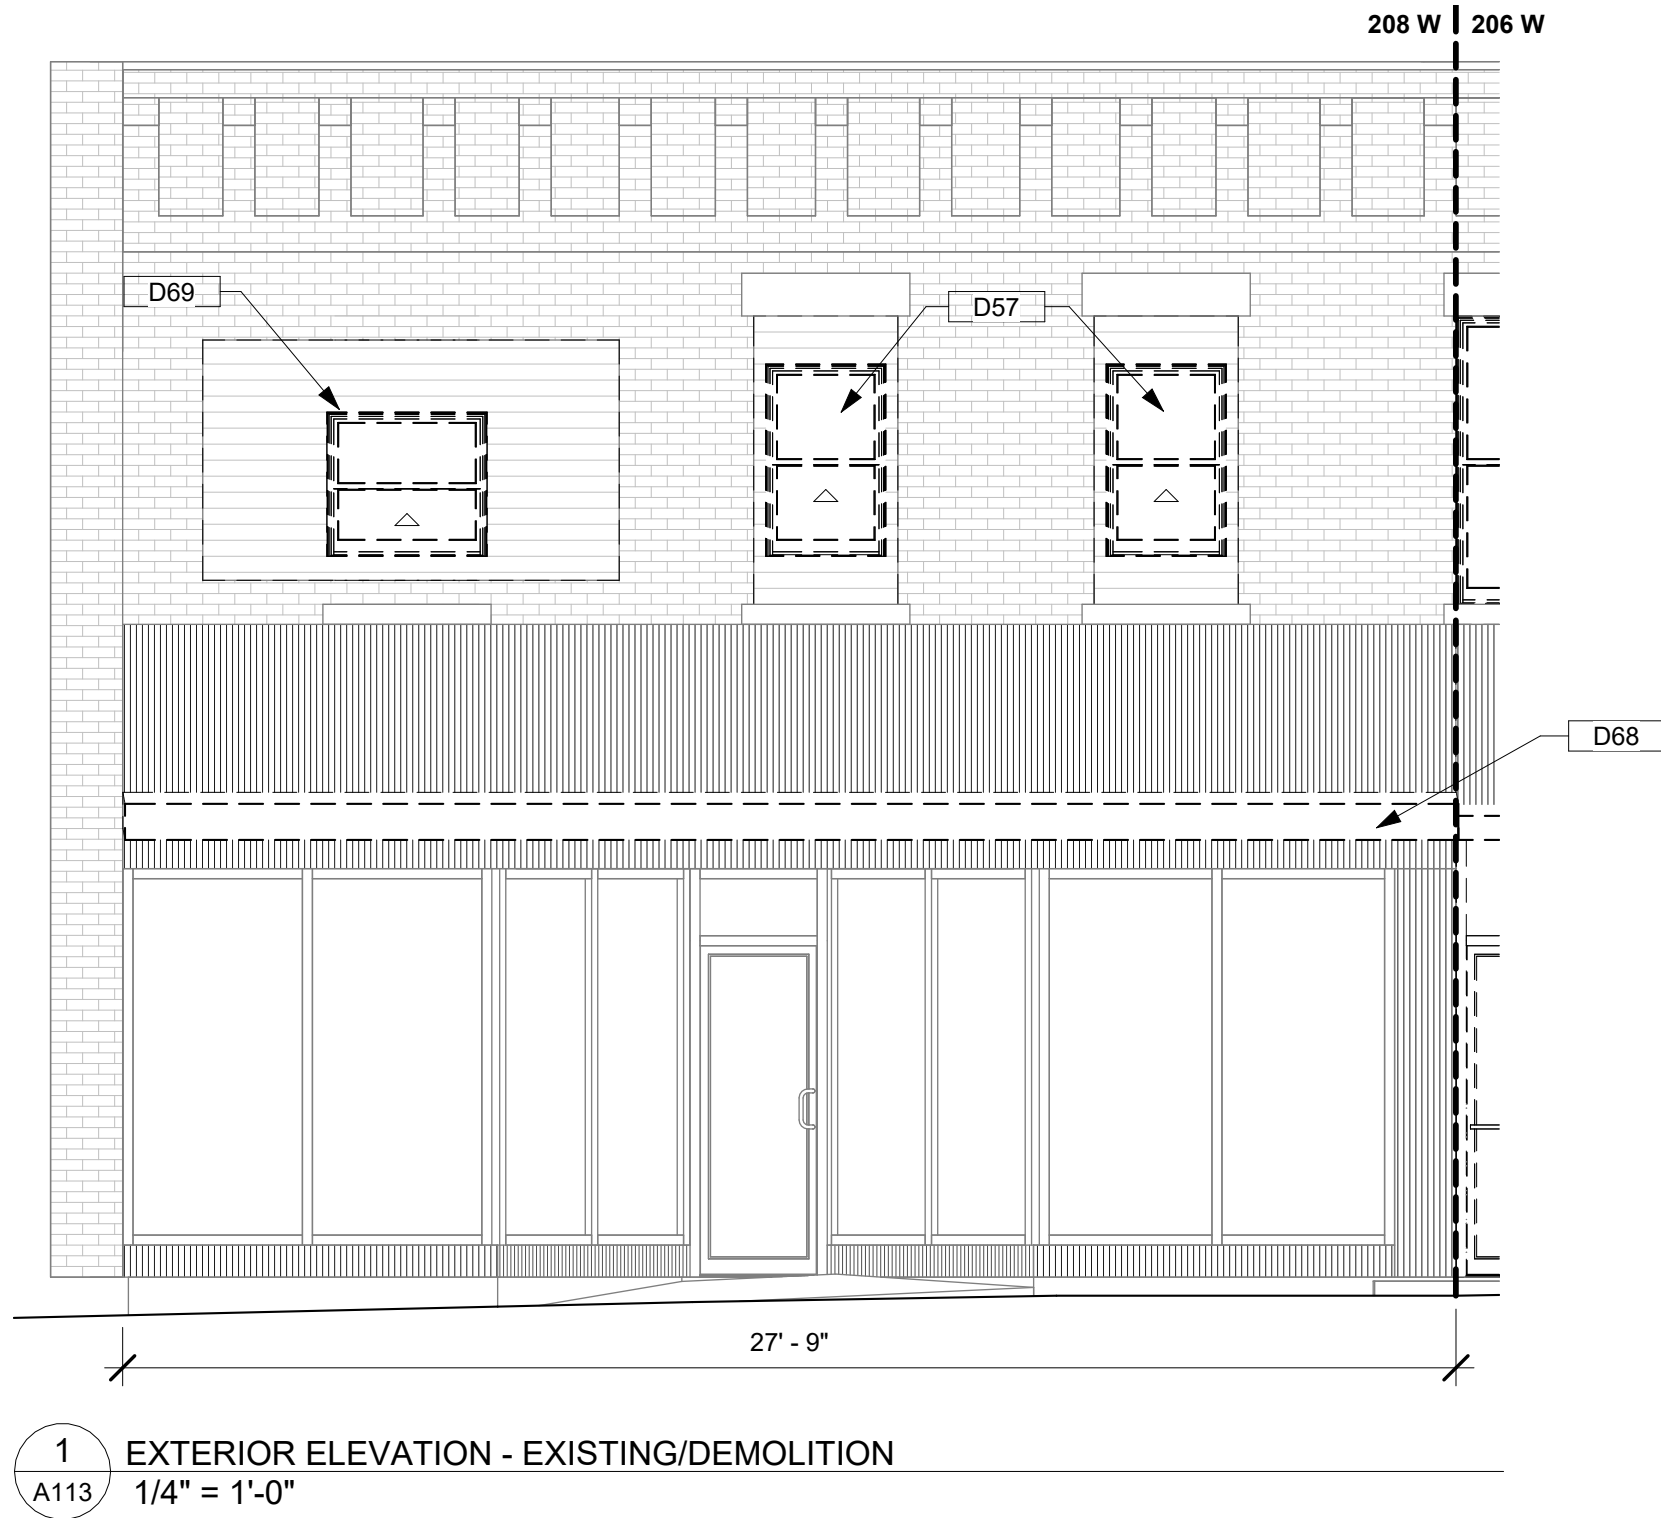 208 W 206 W
D69
D57
D68
27' - 9"
1
EXTERIOR ELEVATION - EXISTING/DEMOLITION
A113
1/4" = 1'-0"